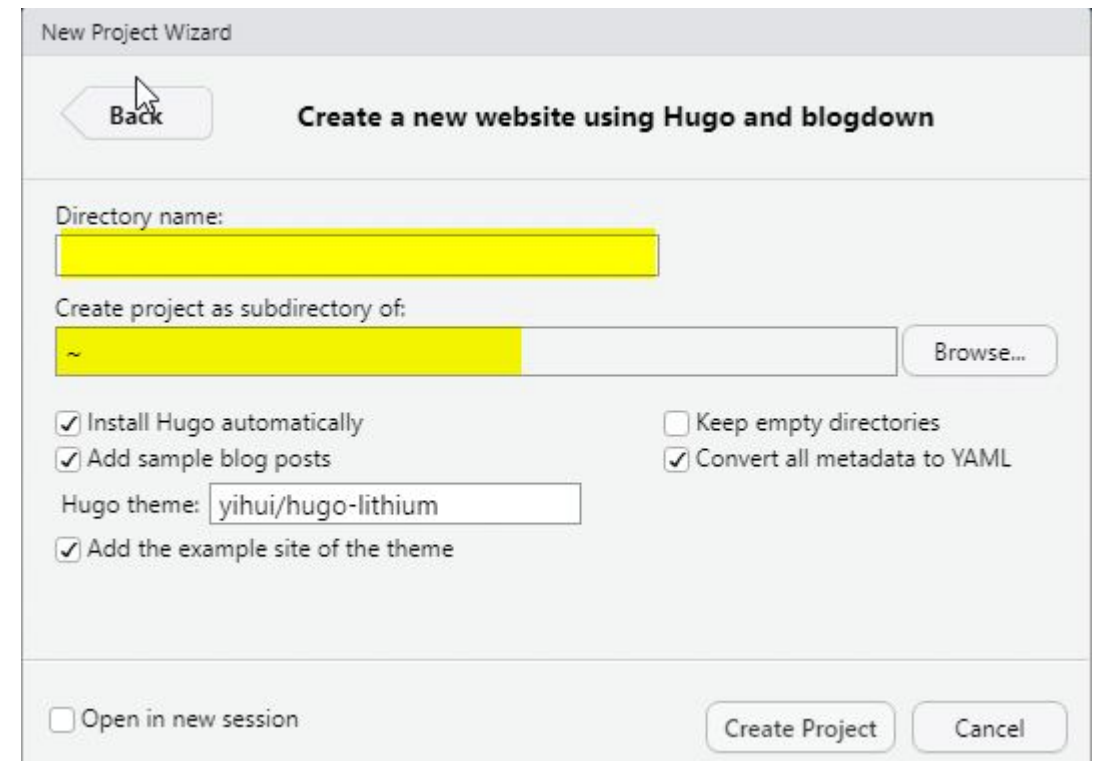 New Project Wizard
Back
Create a new website using Hugo and blogdown
Directory name:
Create project as subdirectory of:
~
Browse...
Install Hugo automatically
Keep empty directories
Add sample blog posts
Convert all metadata to YAML
Hugo theme: yihui/hugo-lithium
Add the example site of the theme
Open in new session
Create Project
Cancel